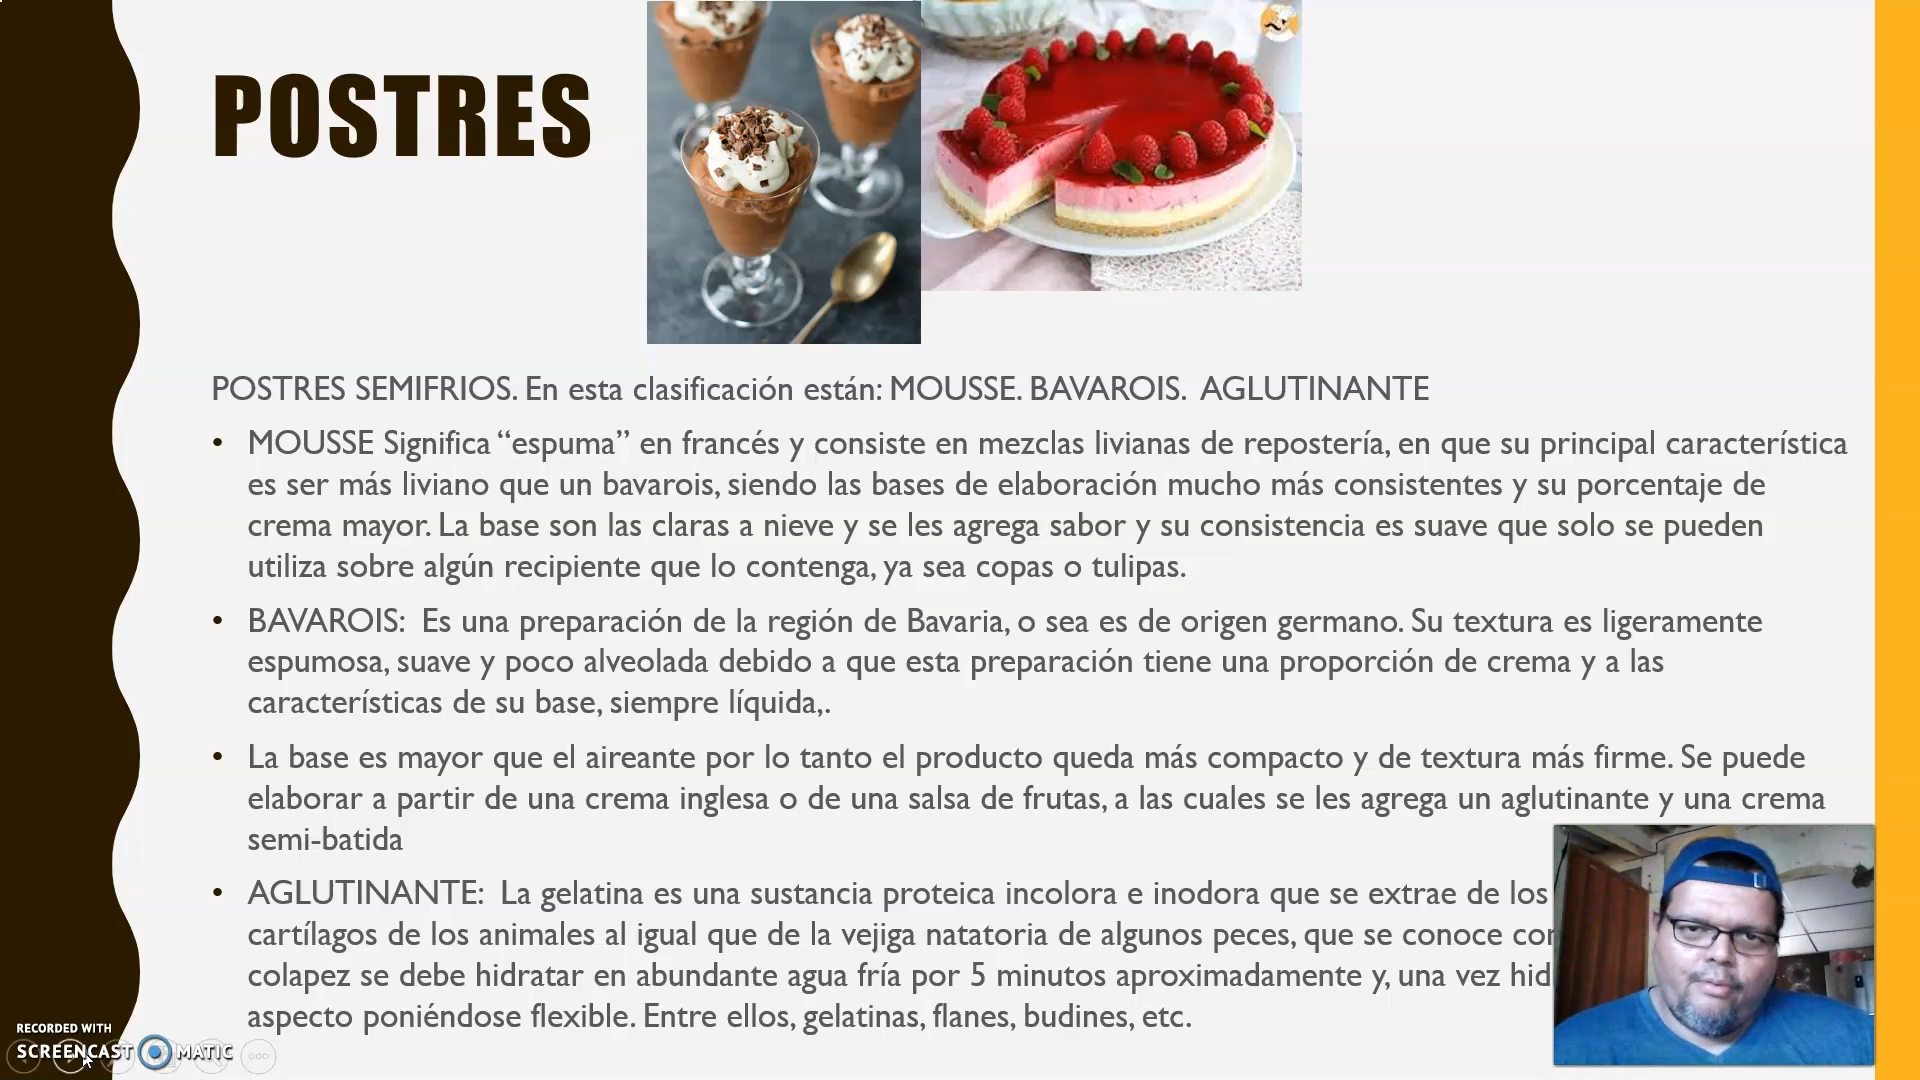 POSTRES
POSTRES SEMIFRIOS. En esta clasificación están: MOUSSE. BAVAROIS.  AGLUTINANTE
• MOUSSE Significa “espuma” en francés y consiste en mezclas livianas de repostería, en que su principal característica
es ser más liviano que un bavarois, siendo las bases de elaboración mucho más consistentes y su porcentaje de
crema mayor. La base son las claras a nieve y se les agrega sabor y su consistencia es suave que solo se pueden
utiliza sobre algún recipiente que lo contenga, ya sea copas o tulipas.
• BAVAROIS:  Es una preparación de la región de Bavaria, o sea es de origen germano. Su textura es ligeramente
espumosa, suave y poco alveolada debido a que esta preparación tiene una proporción de crema y a las
características de su base, siempre líquida,.
• La base es mayor que el aireante por lo tanto el producto queda más compacto y de textura más firme. Se puede
elaborar a partir de una crema inglesa o de una salsa de frutas, a las cuales se les agrega un aglutinante y una crema
semi-batida
• AGLUTINANTE:  La gelatina es una sustancia proteica incolora e inodora que se extrae de los
cartílagos de los animales al igual que de la vejiga natatoria de algunos peces, que se conoce
colapez se debe hidratar en abundante agua fría por 5 minutos aproximadamente y, una vez
aspecto poniéndose flexible. Entre ellos, gelatinas, flanes, budines, etc.
RECORDED WITH
SCREENCAST MATIC